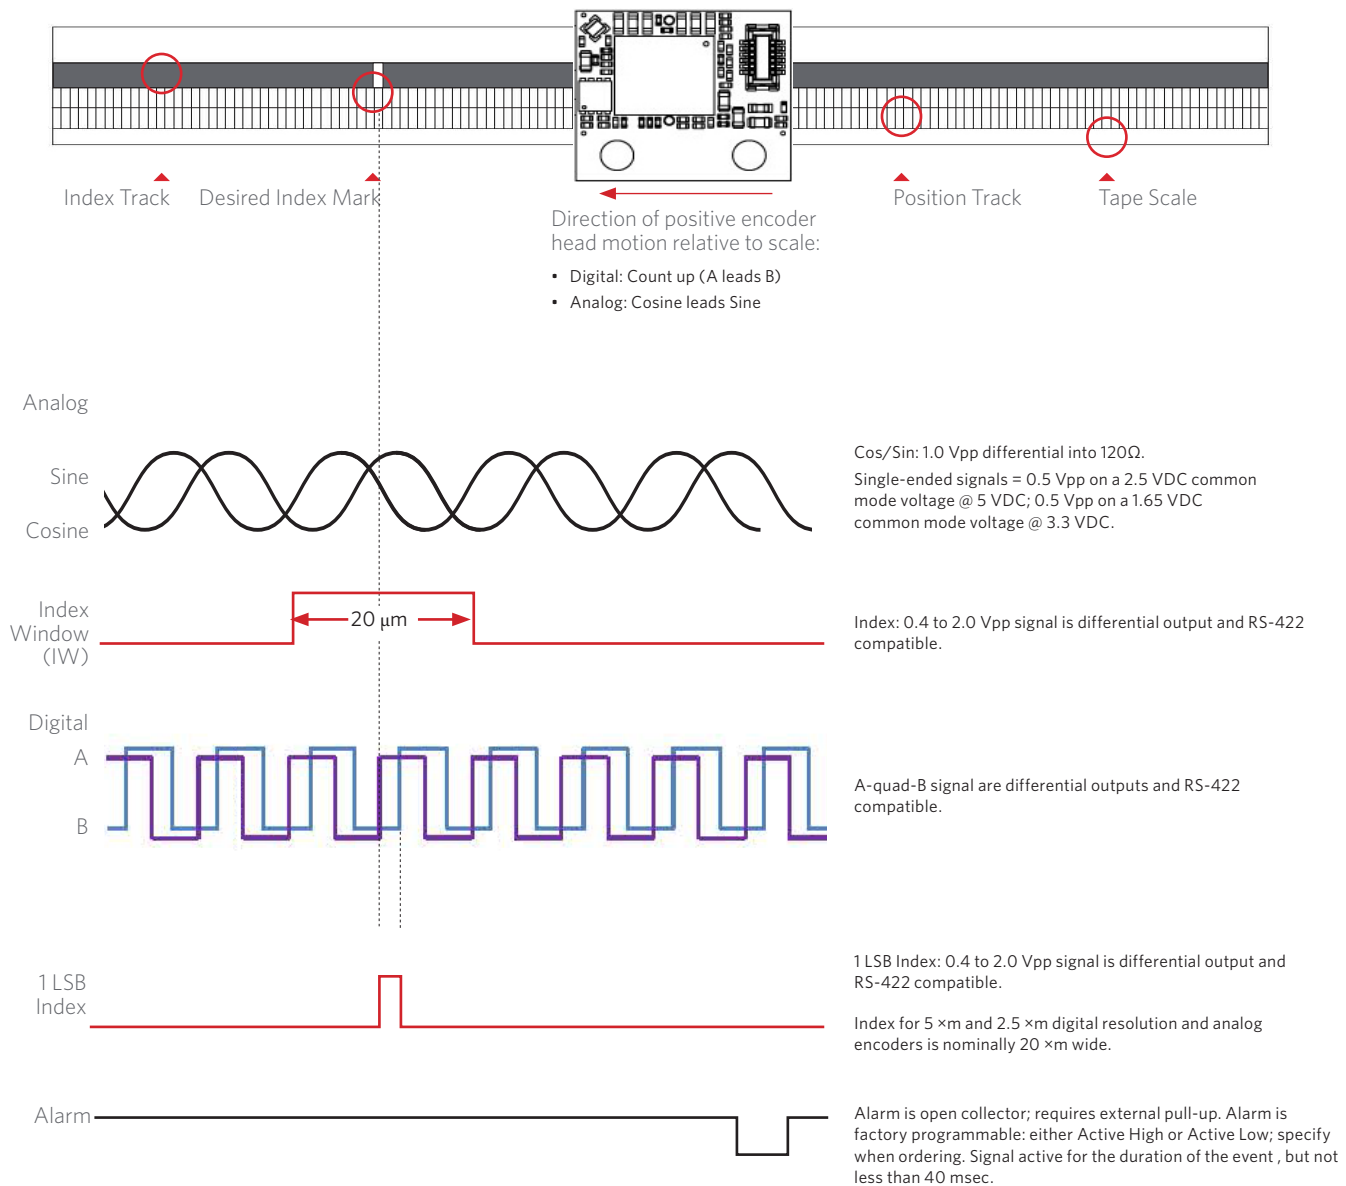 Index Track
Desired Index Mark
Position Track
Tape Scale
Direction of positive encoder
head motion relative to scale:
• Digital: Count up (A leads B)
• Analog: Cosine leads Sine
Analog
Sine
Cosine
Cos/Sin: 1.0 Vpp differential into 120Ω.
Single-ended signals = 0.5 Vpp on a 2.5 VDC common
mode voltage @ 5 VDC; 0.5 Vpp on a 1.65 VDC
common mode voltage @ 3.3 VDC.
Index
Window
(IW)
20 μm
Index: 0.4 to 2.0 Vpp signal is differential output and RS-422
compatible.
Digital
A
B
A-quad-B signal are differential outputs and RS-422
compatible.
1 LSB
Index
1 LSB Index: 0.4 to 2.0 Vpp signal is differential output and
RS-422 compatible.
Index for 5 ×m and 2.5 ×m digital resolution and analog
encoders is nominally 20 ×m wide.
Alarm
Alarm is open collector; requires external pull-up. Alarm is
factory programmable: either Active High or Active Low; specify
when ordering. Signal active for the duration of the event , but not
less than 40 msec.